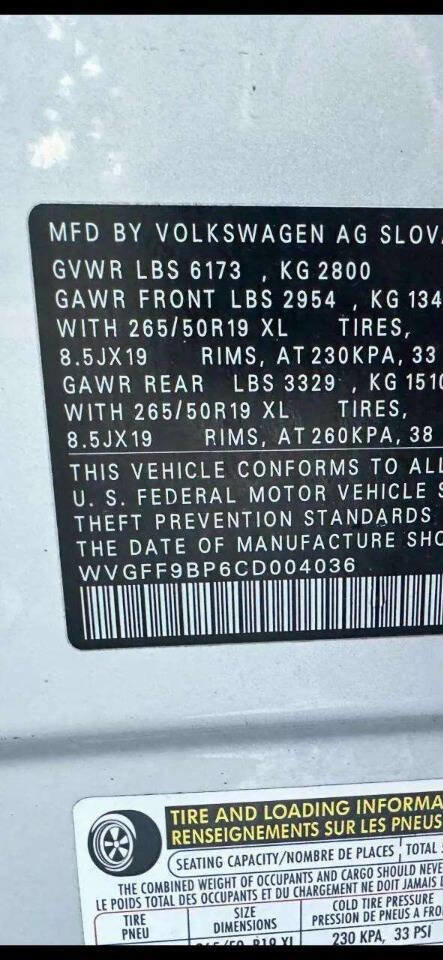 MFD BY VOLKSWAGEN AG SLOV
GVWR LBS 6173 , KG 2800
GAWR FRONT LBS 2954 , KG 134
WITH 265/50R19 XL TIRES,
8.5JX19 RIMS, AT 230KPA, 33
GAWR REAR LBS 3329 , KG 1510
WITH 265/50R19 XL TIRES,
8.5JX19 RIMS, AT 260KPA, 38
THIS VEHICLE CONFORMS TO ALL
U. S. FEDERAL MOTOR VEHICLE S
THEFT PREVENTION STANDARDS
THE DATE OF MANUFACTURE SHO
WVGFF9BP6CD004036
TIRE AND LOADING INFORMA
RENSEIGNEMENTS SUR LES PNEUS
SEATING CAPACITY/NOMBRE DE PLACES TOTAL
THE COMBINED WEIGHT OF OCCUPANTS AND CARGO SHOULD NEVE
LE POIDS TOTAL DES OCCUPANTS ET DU CHARGEMENT NE DOIT JAMAIS D
TIRE SIZE COLD TIRE PRESSURE
PNEU DIMENSIONS PRESSION DE PNEUS A FROI
265/50 R19 XL 230 KPA, 33 PSI